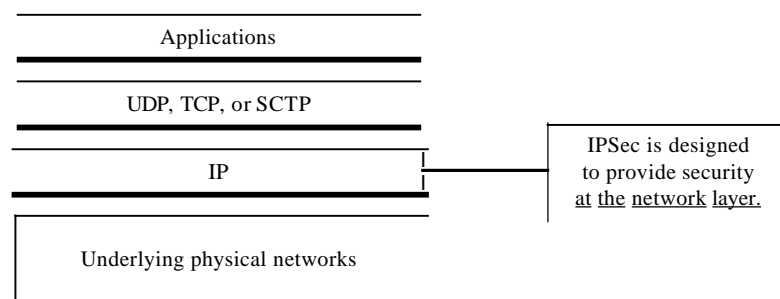 Applications
UDP, TCP, or SCTP
IP
IPSec is designed
to provide security
at the network layer.
Underlying physical networks